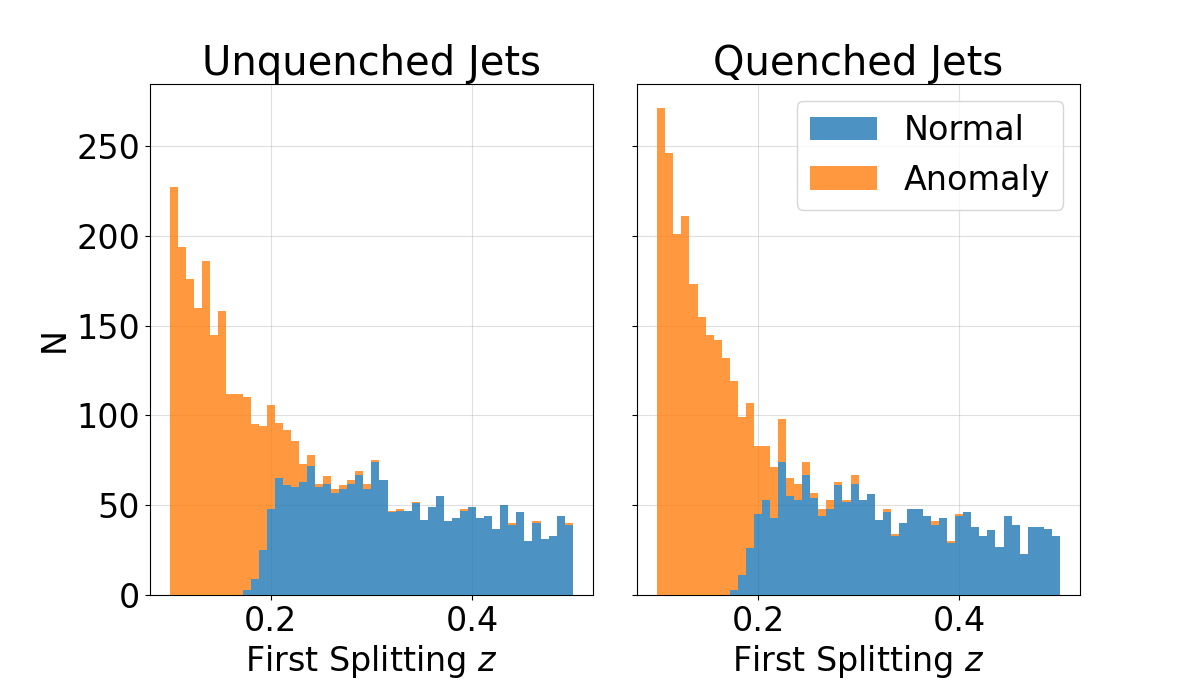 Unquenched Jets
Quenched Jets
Normal
Anomaly
N
250
200
150
100
50
0
0.2
0.4
0.2
0.4
First Splitting z
First Splitting z